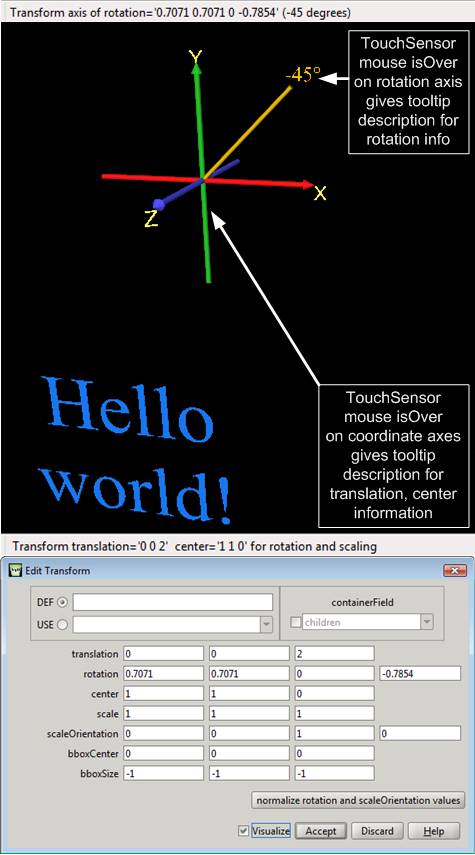 Transform axis of rotation='0.7071 0.7071 0 -0.7854' (-45 degrees)
TouchSensor
mouse isOver
on rotation axis
gives tooltip
description for
rotation info
Y
-45°
X
Z
TouchSensor
mouse isOver
on coordinate axes
gives tooltip
description for
translation, center
information
Hello
world!
Transform translation='0 0 2' center='1 1 0' for rotation and scaling
Edit Transform
DEF
containerField
USE
children
translation 0 0 2
rotation 0.7071 0.7071 0 -0.7854
center 1 1 0
scale 1 1 1
scaleOrientation 0 0 1 0
bboxCenter 0 0 0
bboxSize -1 -1 -1
normalize rotation and scaleOrientation values
Visualize Accept Discard Help